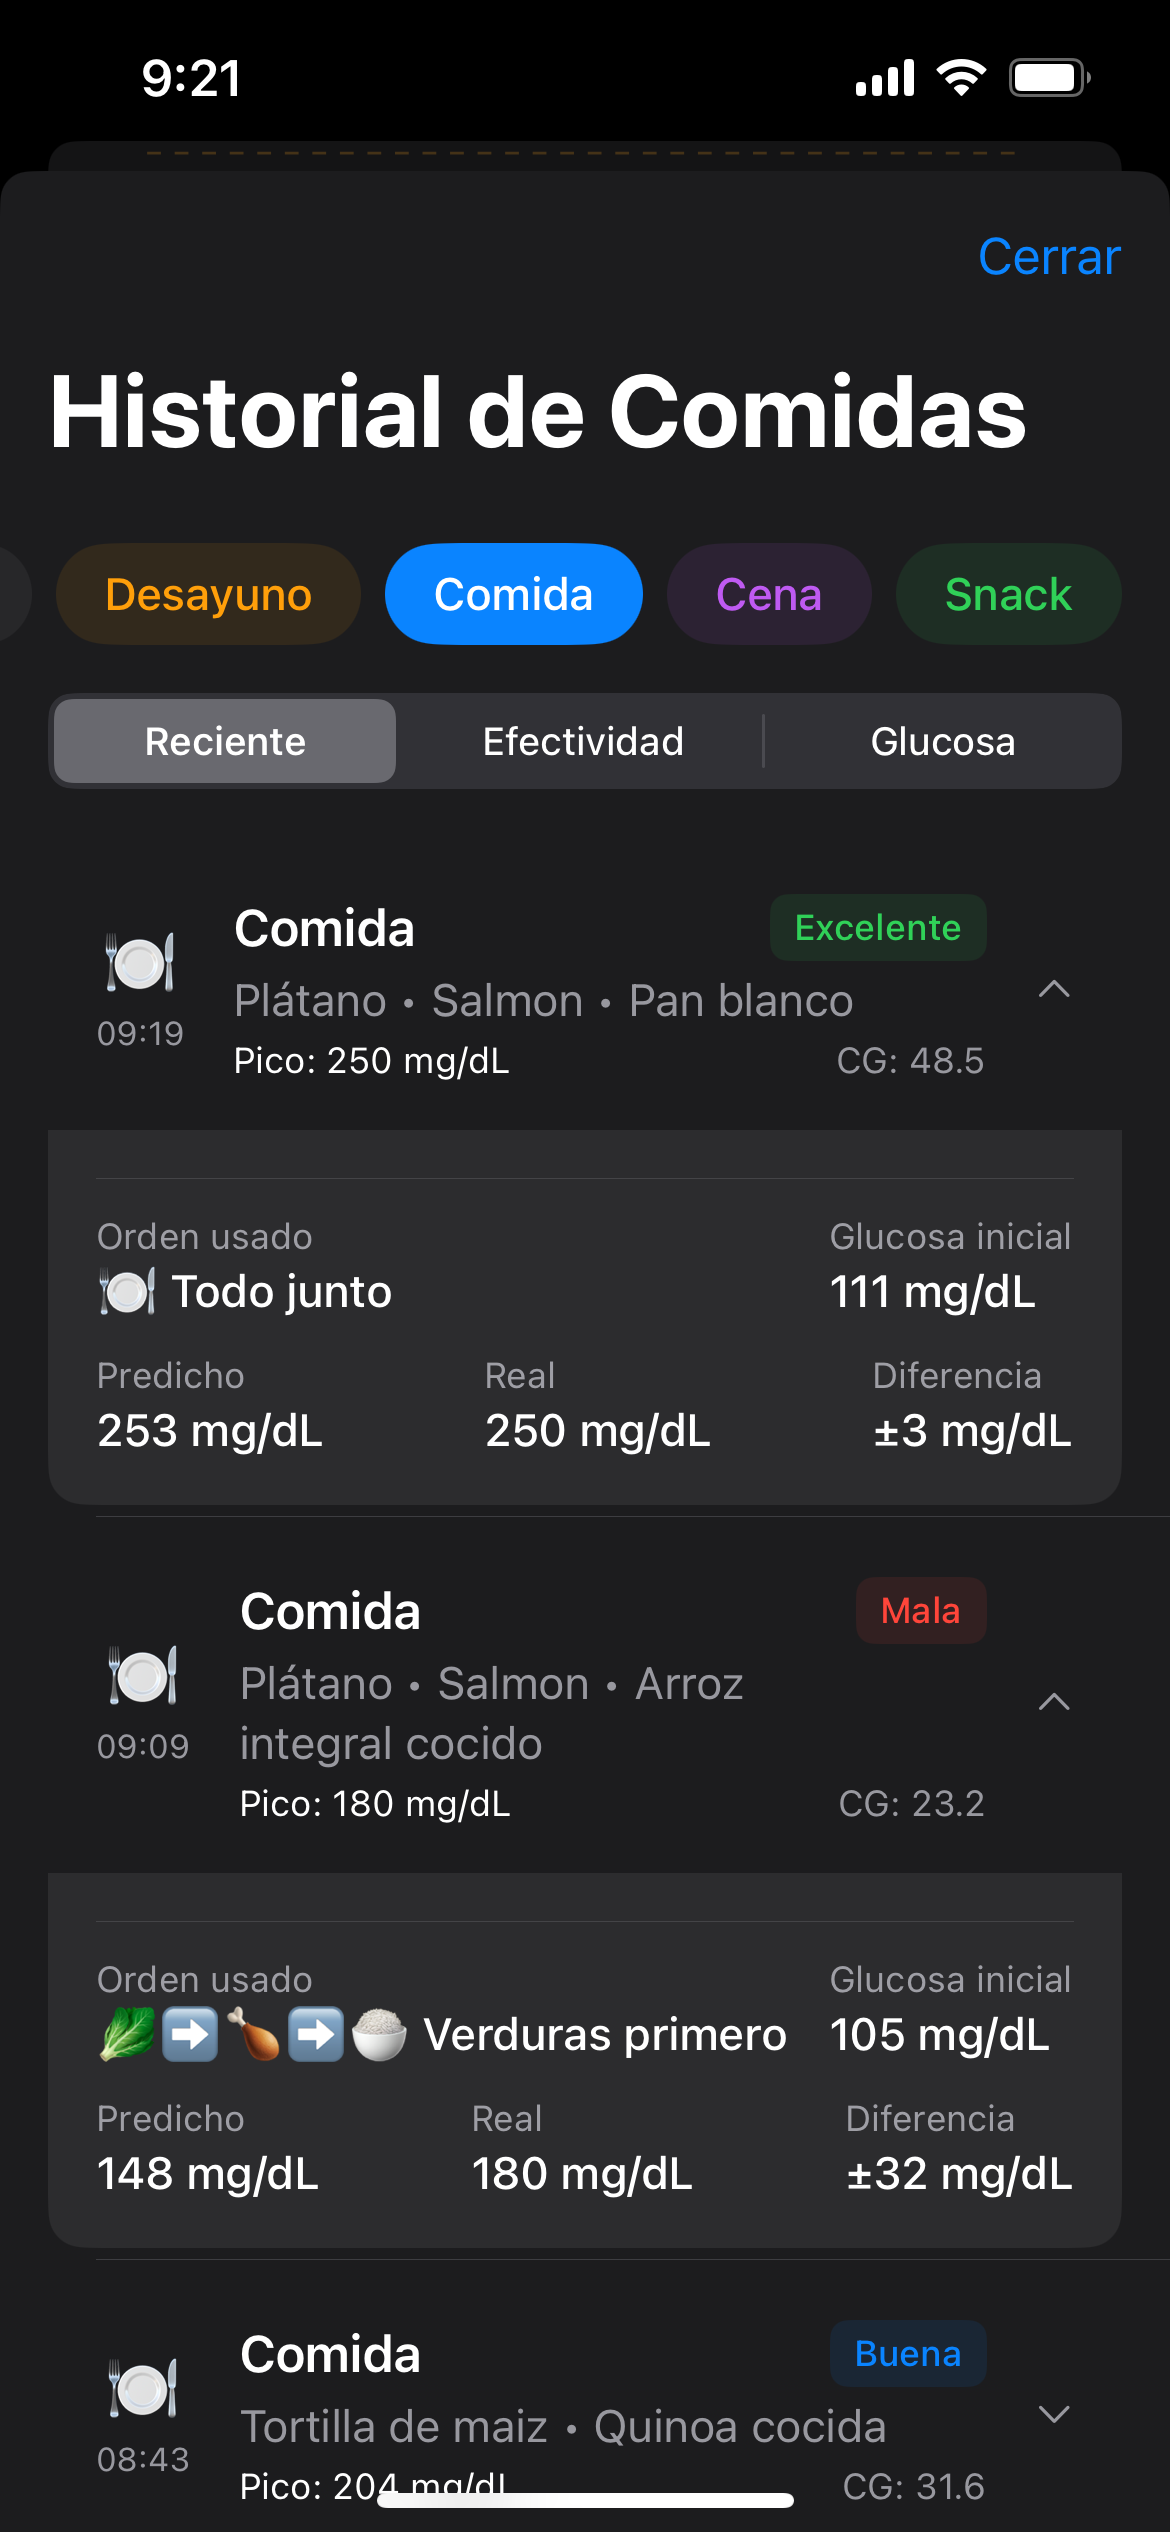 9:21
Cerrar
Historial de Comidas
Desayuno Comida Cena Snack
Reciente Efectividad Glucosa
Comida Excelente
Plátano • Salmon • Pan blanco
09:19
Pico: 250 mg/dL CG: 48.5
Orden usado Glucosa inicial
Todo junto 111 mg/dL
Predicho Real Diferencia
253 mg/dL 250 mg/dL ±3 mg/dL
Comida Mala
Plátano • Salmon • Arroz
integral cocido
09:09
Pico: 180 mg/dL CG: 23.2
Orden usado Glucosa inicial
Verduras primero 105 mg/dL
Predicho Real Diferencia
148 mg/dL 180 mg/dL ±32 mg/dL
Comida Buena
Tortilla de maiz • Quinoa cocida
08:43
Pico: 204 mg/dL CG: 31.6